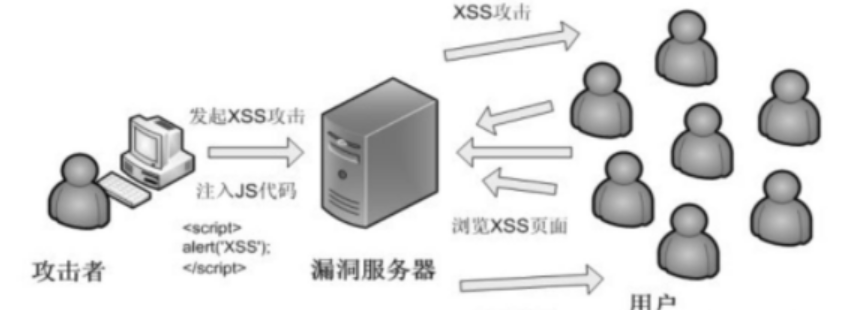 XSS攻击
发起XSS攻击
注入JS代码
<script>
alert("XSS");
</script>
攻击者
漏洞服务器
浏览XSS页面
用户